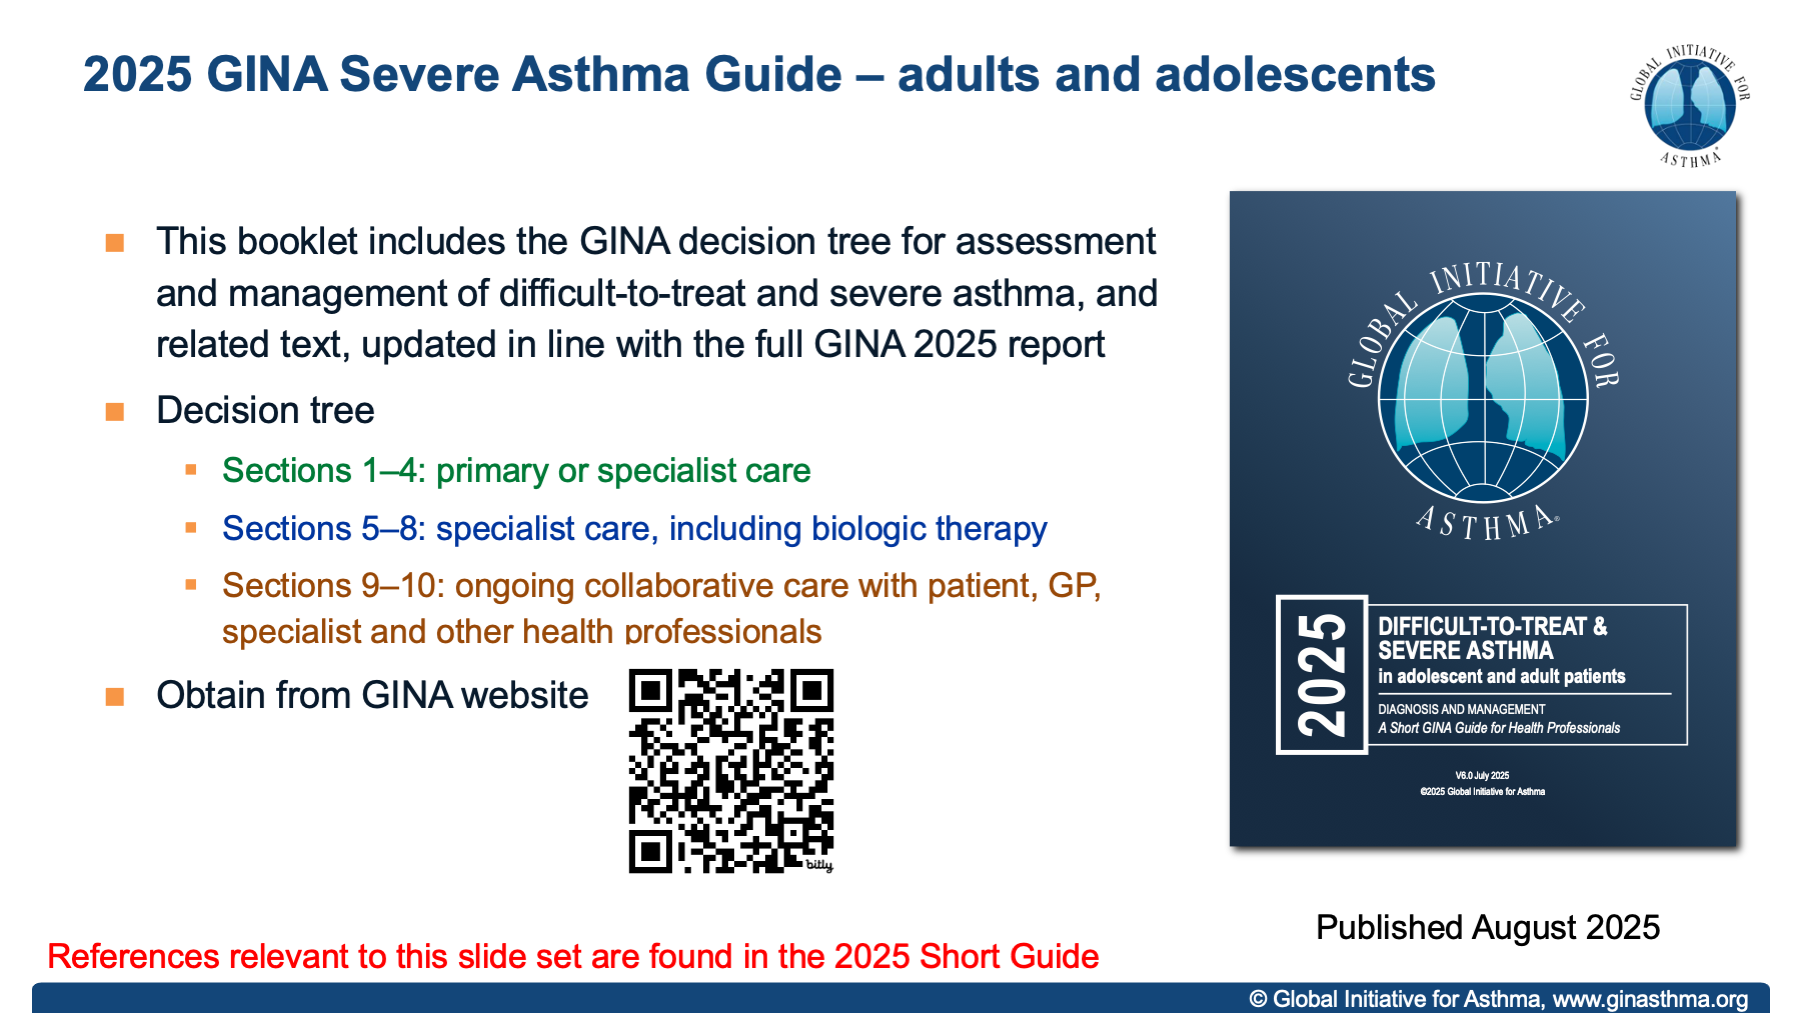 2025 GINA Severe Asthma Guide – adults and adolescents
GLOBAL INITIATIVE FOR
ASTHMA
This booklet includes the GINA decision tree for assessment
and management of difficult-to-treat and severe asthma, and
related text, updated in line with the full GINA 2025 report
Decision tree
Sections 1–4: primary or specialist care
Sections 5–8: specialist care, including biologic therapy
Sections 9–10: ongoing collaborative care with patient, GP,
specialist and other health professionals
Obtain from GINA website
bitly
GLOBAL INITIATIVE FOR
ASTHMA®
2025
DIFFICULT-TO-TREAT &
SEVERE ASTHMA
in adolescent and adult patients
DIAGNOSIS AND MANAGEMENT
A Short GINA Guide for Health Professionals
V6.0 July 2025
©2025 Global Initiative for Asthma
Published August 2025
References relevant to this slide set are found in the 2025 Short Guide
© Global Initiative for Asthma, www.ginasthma.org